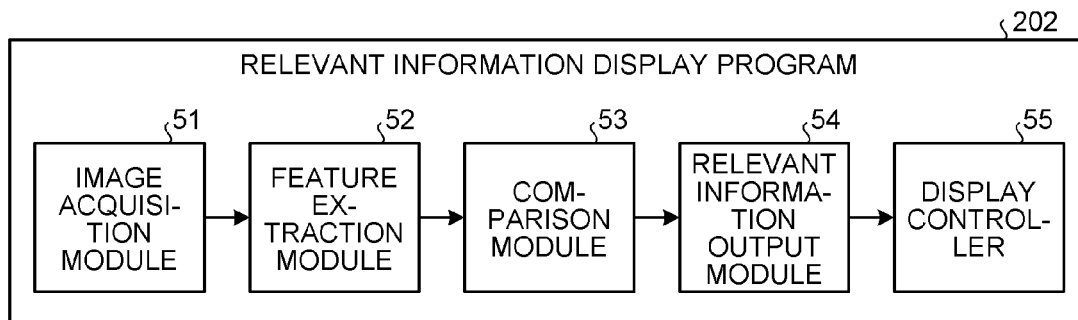 202
RELEVANT INFORMATION DISPLAY PROGRAM
51
IMAGE
ACQUISI-
TION
MODULE
52
FEATURE
EX-
TRACTION
MODULE
53
COM-
PARISON
MODULE
54
RELEVANT
INFORMA-
TION
OUTPUT
MODULE
55
DISPLAY
CONTROL-
LER